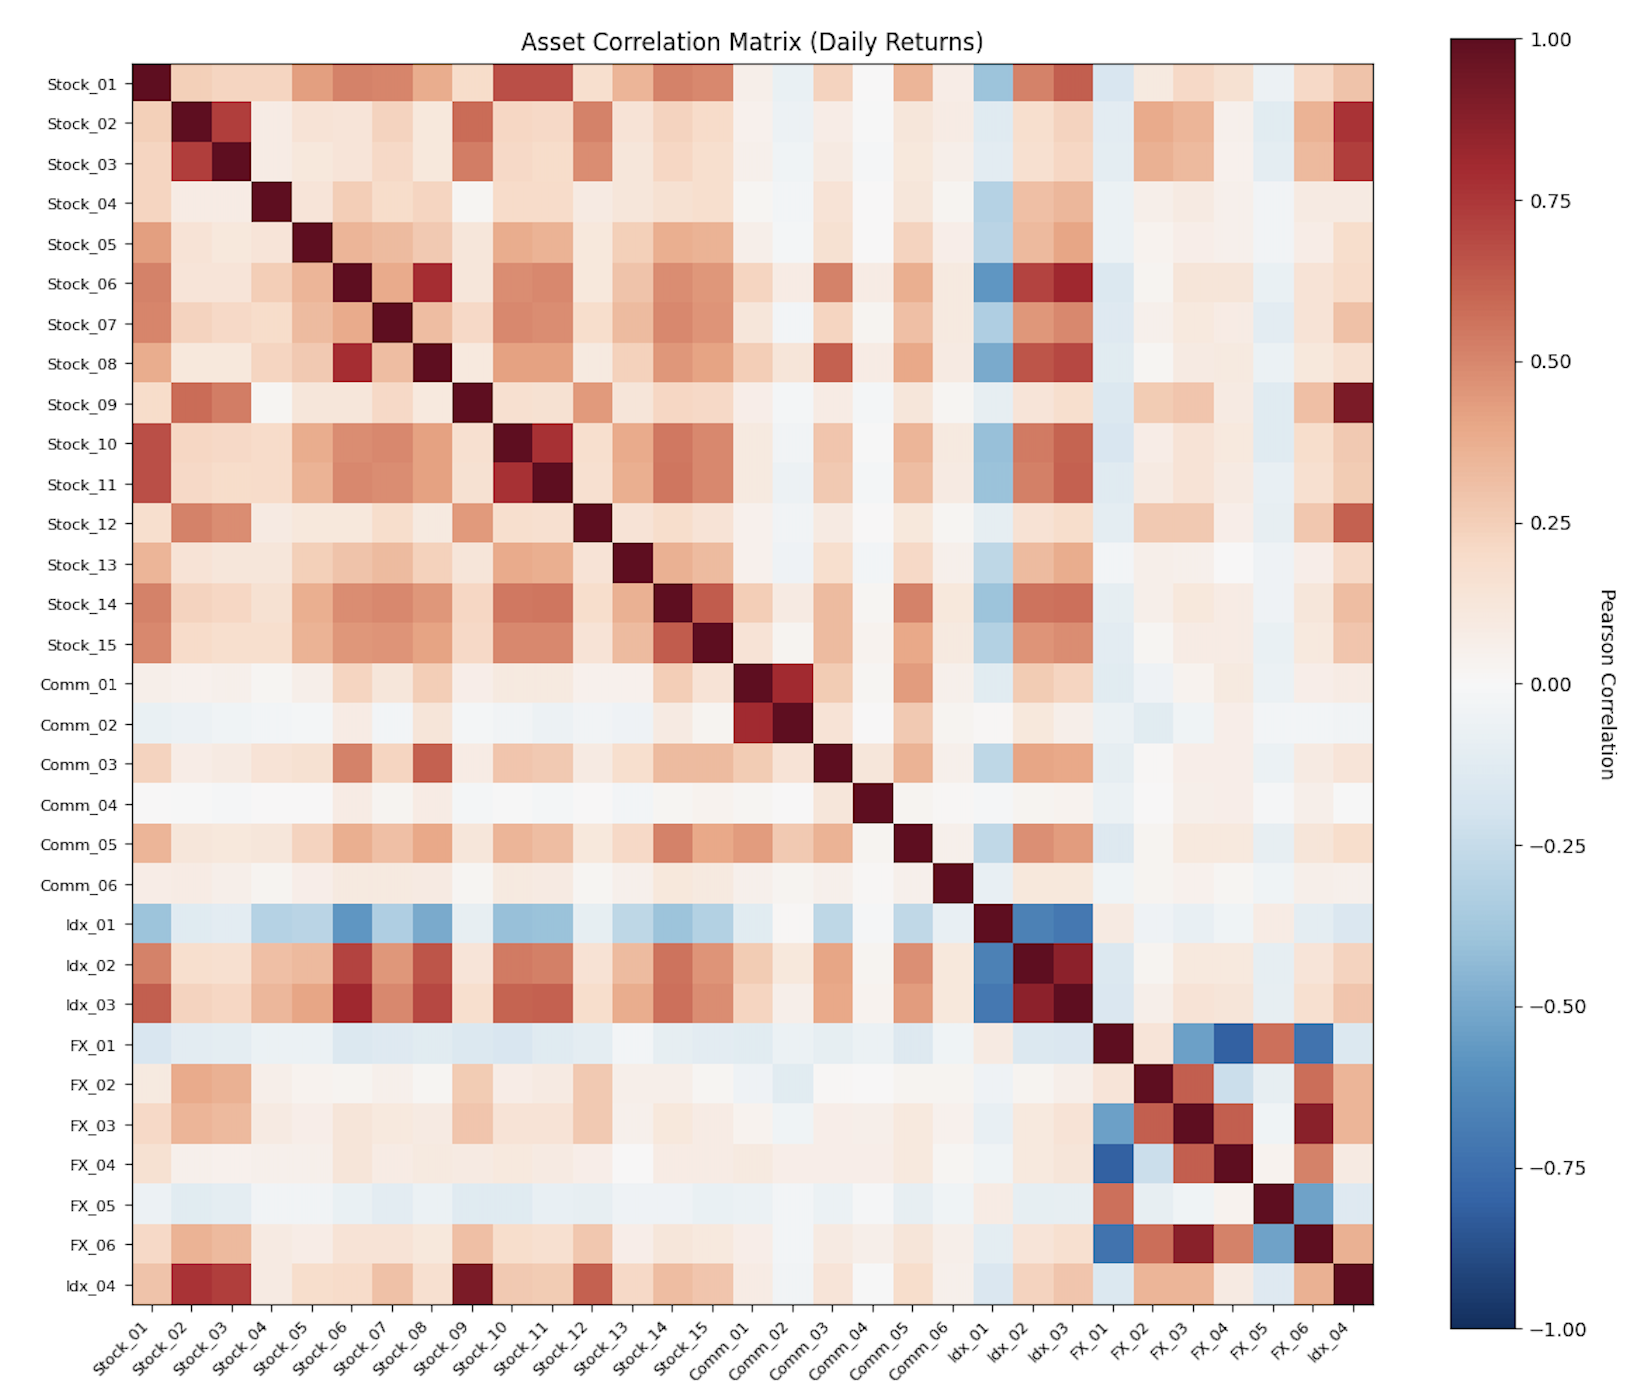 Asset Correlation Matrix (Daily Returns)
Stock_01
Stock_02
Stock_03
Stock_04
Stock_05
Stock_06
Stock_07
Stock_08
Stock_09
Stock_10
Stock_11
Stock_12
Stock_13
Stock_14
Stock_15
Comm_01
Comm_02
Comm_03
Comm_04
Comm_05
Comm_06
Idx_01
Idx_02
Idx_03
FX_01
FX_02
FX_03
FX_04
FX_05
FX_06
Idx_04
Stock_01
Stock_02
Stock_03
Stock_04
Stock_05
Stock_06
Stock_07
Stock_08
Stock_09
Stock_10
Stock_11
Stock_12
Stock_13
Stock_14
Stock_15
Comm_01
Comm_02
Comm_03
Comm_04
Comm_05
Comm_06
Idx_01
Idx_02
Idx_03
FX_01
FX_02
FX_03
FX_04
FX_05
FX_06
Idx_04
1.00
0.75
0.50
0.25
0.00
−0.25
−0.50
−0.75
−1.00
Pearson Correlation